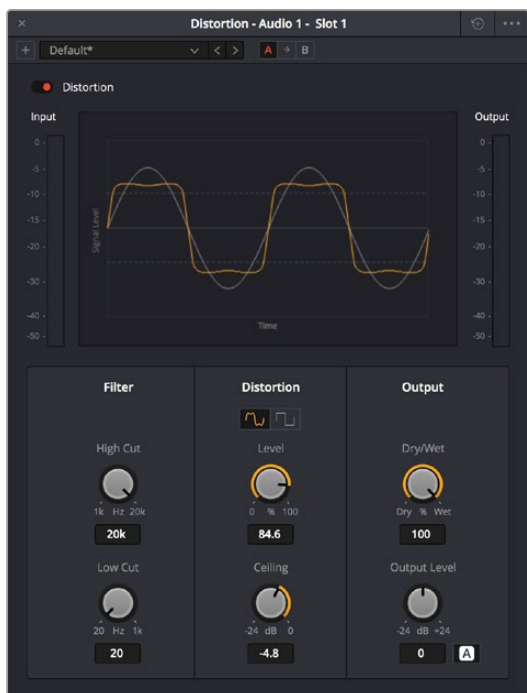 Distortion - Audio 1 - Slot 1
Default*
A
B
Distortion
Input
Output
0
-5
-10
-15
-20
-30
-40
-50
Signal Level
Time
0
-5
-10
-15
-20
-30
-40
-50
Filter
High Cut
1k Hz 20k
20k
Low Cut
20 Hz 1k
20
Distortion
Level
0 % 100
84.6
Ceiling
-24 dB 0
-4.8
Output
Dry/Wet
Dry % Wet
100
Output Level
-24 dB +24
0
A